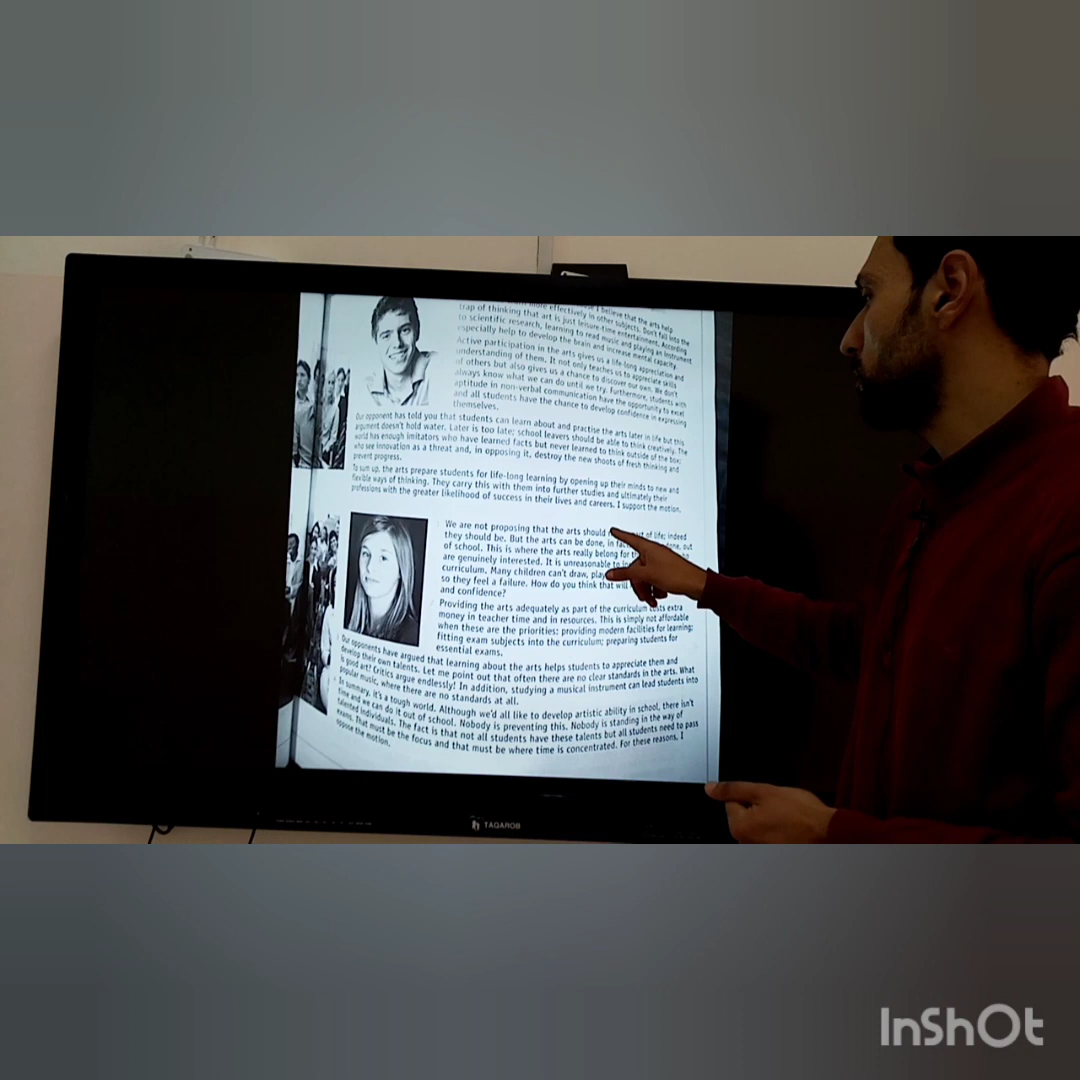 more effectively in other subjects. Don't fall into the
trap of thinking that art is just leisure-time entertainment. According
to scientific research, learning to read music and playing an instrument
especially help to develop the brain and increase mental capacity.
Active participation in the arts gives us a life-long appreciation and
understanding of them. It not only teaches us to appreciate skills
of others but also gives us a chance to discover our own. We don't
always know what we can do until we try. Furthermore, students with
aptitude in non-verbal communication have the opportunity to excel
and all students have the chance to develop confidence in expressing
themselves.
Our opponent has told you that students can learn about and practise the arts later in life but this
argument doesn't hold water. Later is too late; school leavers should be able to think creatively. The
world has enough imitators who have learned facts but never learned to think outside of the box;
who see innovation as a threat and, in opposing it, destroy the new shoots of fresh thinking and
prevent progress.
To sum up, the arts prepare students for life-long learning by opening up their minds to new and
flexible ways of thinking. They carry this with them into further studies and ultimately their
professions with the greater likelihood of success in their lives and careers. I support the motion.
We are not proposing that the arts should of life; indeed
they should be. But the arts can be done, in out
of school. This is where the arts really belong for
are genuinely interested. It is unreasonable to
curriculum. Many children can't draw, play
so they feel a failure. How do you think that will
and confidence?
Providing the arts adequately as part of the curriculum costs extra
money in teacher time and in resources. This is simply not affordable
when these are the priorities: providing modern facilities for learning;
fitting exam subjects into the curriculum; preparing students for
essential exams.
Our opponents have argued that learning about the arts helps students to appreciate them and
develop their own talents. Let me point out that often there are no clear standards in the arts. What
is good art? Critics argue endlessly! In addition, studying a musical instrument can lead students into
popular music, where there are no standards at all.
In summary, it's a tough world. Although we'd all like to develop artistic ability in school, there isn't
time and we can do it out of school. Nobody is preventing this. Nobody is standing in the way of
talented individuals. The fact is that not all students have these talents but all students need to pass
exams. That must be the focus and that must be where time is concentrated. For these reasons, I
oppose the motion.
TAGAROB
InShOt